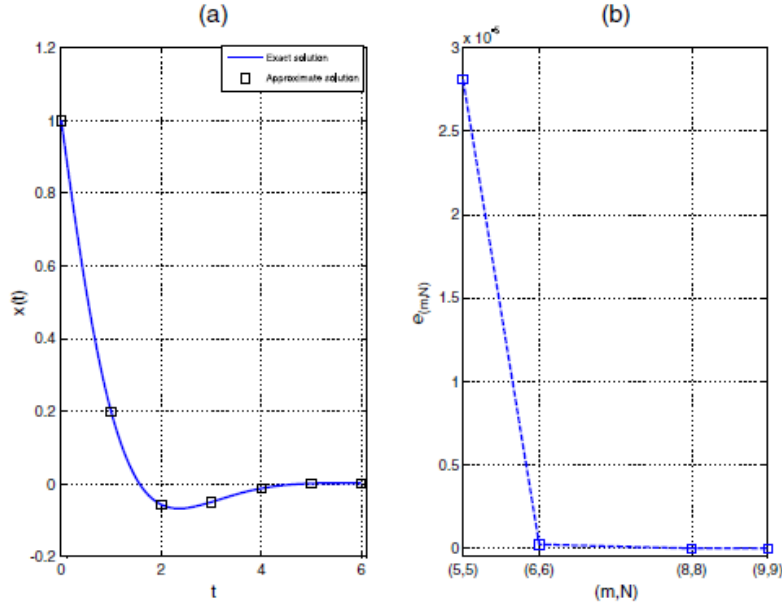 (a)
1.2
1
0.8
0.6
0.4
0.2
0
-0.2
x(t)
0
2
4
6
t
Exact solution
Approximate solution
(b)
x 10⁻⁵
3
2.5
2
1.5
1
0.5
0
e(m,N)
(5,5)
(6,6)
(8,8)
(9,9)
(m,N)